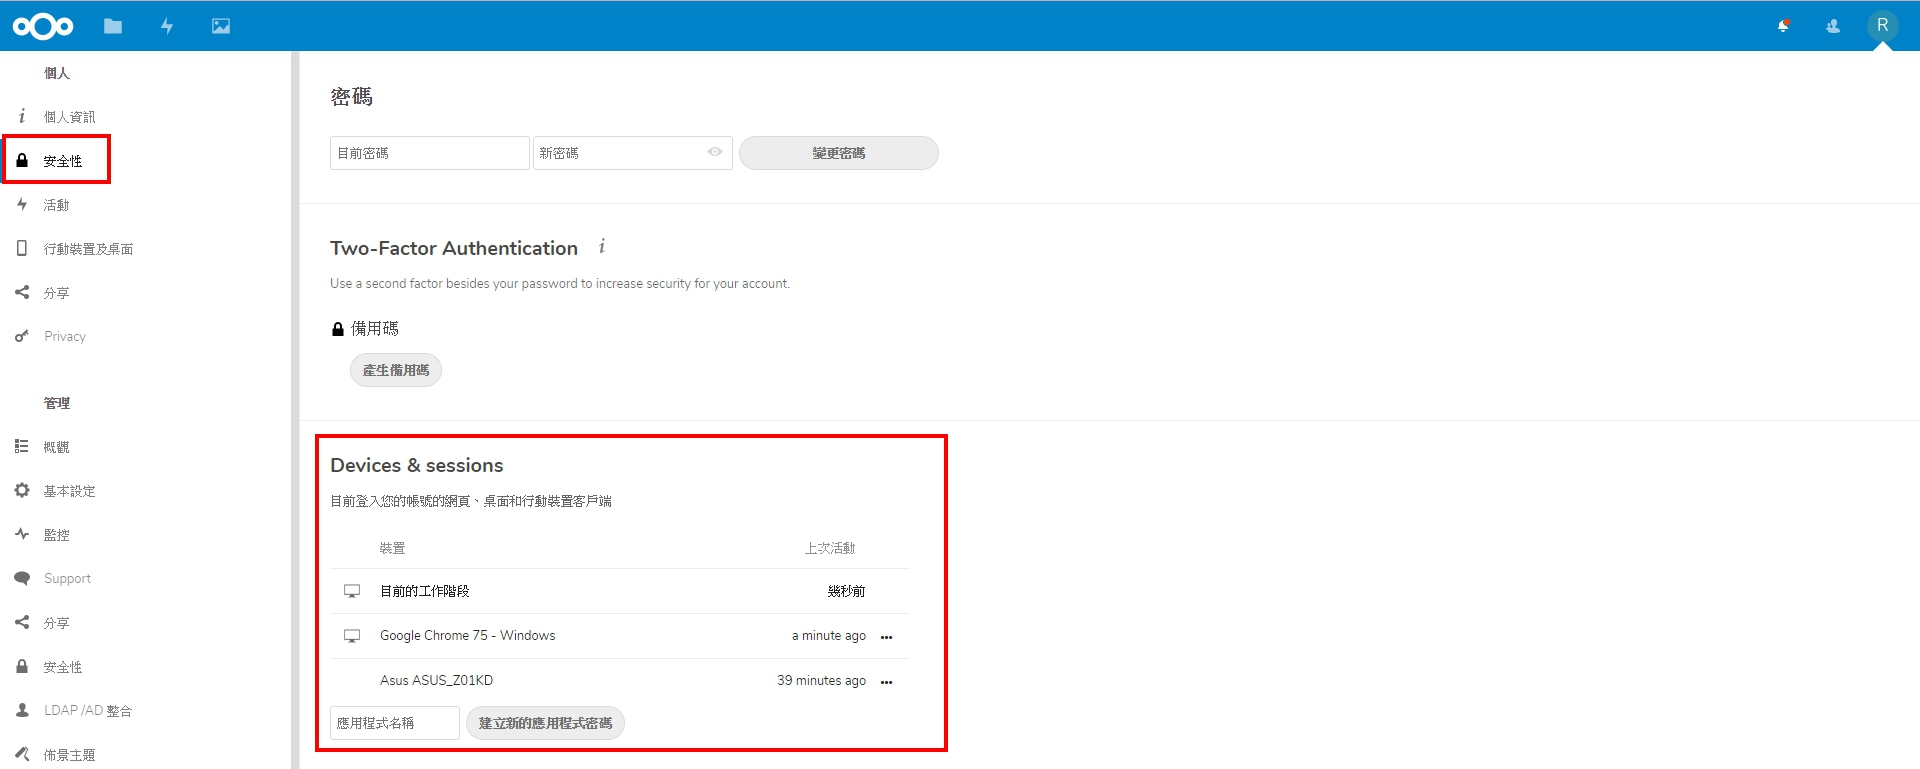 R
個人
個人資訊
安全性
活動
行動裝置及桌面
分享
Privacy
管理
概觀
基本設定
監控
Support
分享
安全性
LDAP /AD 整合
佈景主題
密碼
目前密碼 新密碼 變更密碼
Two-Factor Authentication i
Use a second factor besides your password to increase security for your account.
備用碼
產生備用碼
Devices & sessions
目前登入您的帳號的網頁、桌面和行動裝置客戶端
裝置 上次活動
目前的工作階段 幾秒前
Google Chrome 75 - Windows a minute ago
Asus ASUS_Z01KD 39 minutes ago
應用程式名稱 建立新的應用程式密碼